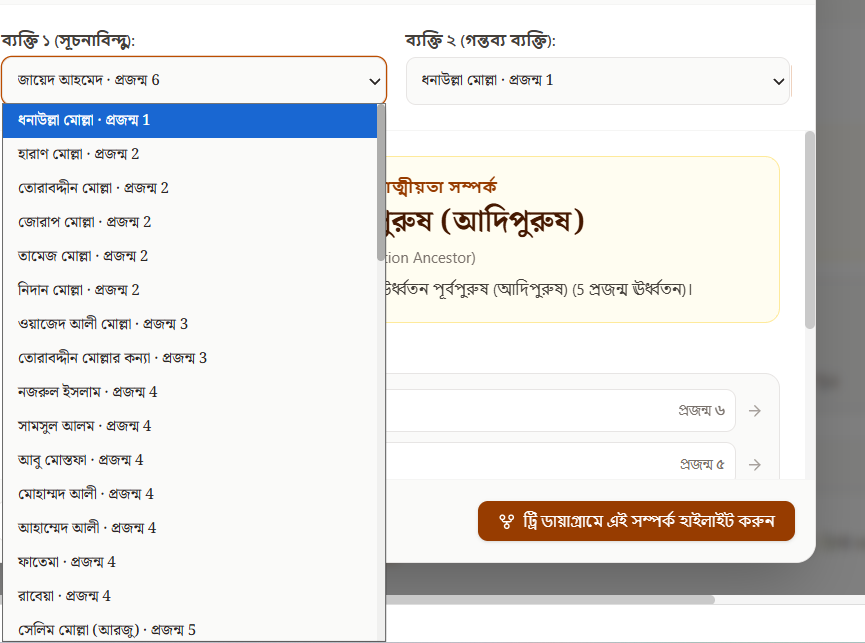 ব্যক্তি ১ (সূচনাবিন্দু):
ব্যক্তি ২ (গন্তব্য ব্যক্তি):
জায়েদ আহমেদ · প্রজন্ম 6
ধনাউল্লা মোল্লা · প্রজন্ম 1
ধনাউল্লা মোল্লা · প্রজন্ম 1
হারাণ মোল্লা · প্রজন্ম 2
তোরাবদ্দীন মোল্লা · প্রজন্ম 2
জোরাপ মোল্লা · প্রজন্ম 2
তামেজ মোল্লা · প্রজন্ম 2
নিদান মোল্লা · প্রজন্ম 2
ওয়াজেদ আলী মোল্লা · প্রজন্ম 3
তোরাবদ্দীন মোল্লার কন্যা · প্রজন্ম 3
নজরুল ইসলাম · প্রজন্ম 4
সামসুল আলম · প্রজন্ম 4
আবু মোস্তফা · প্রজন্ম 4
মোহাম্মদ আলী · প্রজন্ম 4
আহাম্মেদ আলী · প্রজন্ম 4
ফাতেমা · প্রজন্ম 4
রাবেয়া · প্রজন্ম 4
সেলিম মোল্লা (আরজু) · প্রজন্ম 5
সম্পর্ক
(আদিপুরুষ)
Ancestor)
পূর্বপুরুষ (আদিপুরুষ) (5 প্রজন্ম ঊর্ধ্বতন)।
প্রজন্ম ৬ →
প্রজন্ম ৫ →
ট্রি ডায়াগ্রামে এই সম্পর্ক হাইলাইট করুন